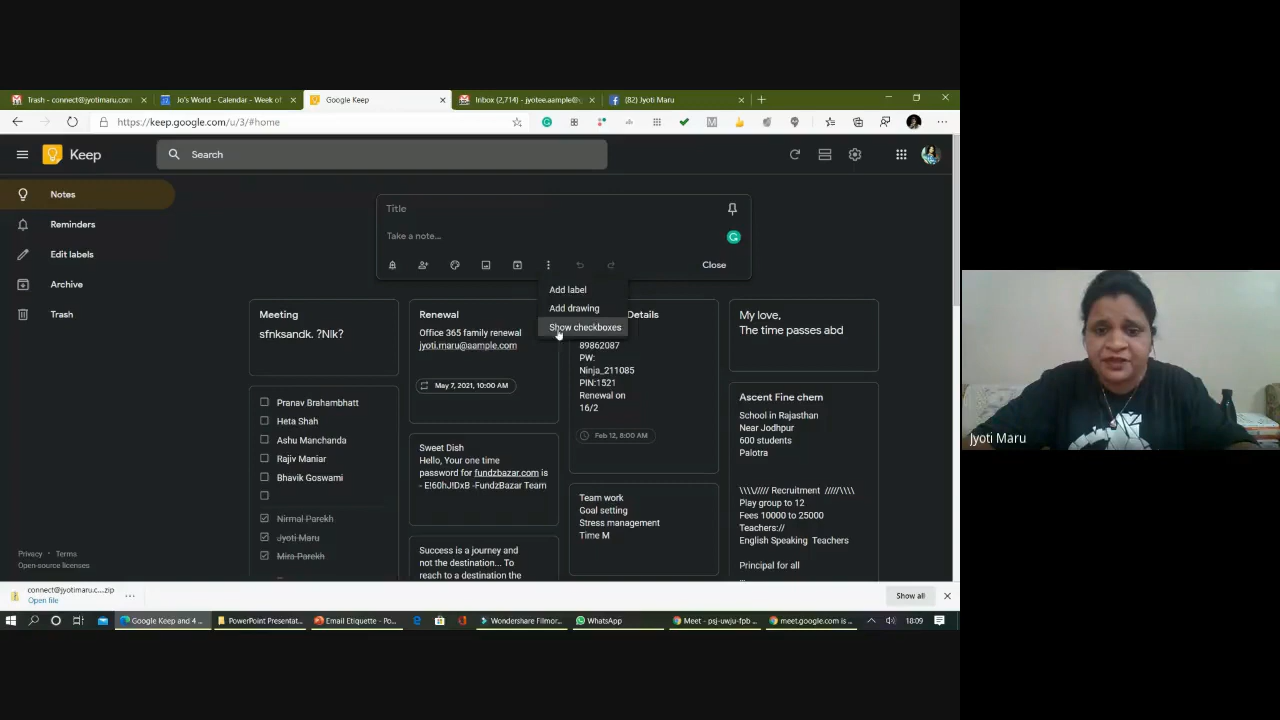 Trash - connect@jyotimaru.com
Jo's World - Calendar - Week of
Google Keep
Inbox (2,714) - jyotee.aample@g
(82) Jyoti Maru
https://keep.google.com/u/3/#home
Keep
Search
Notes
Reminders
Edit labels
Archive
Trash
Title
Take a note...
Close
Add label
Add drawing
Show checkboxes
Meeting
sfnksandk. ?Nlk?
Pranav Brahambhatt
Heta Shah
Ashu Manchanda
Rajiv Maniar
Bhavik Goswami
Nirmal Parekh
Jyoti Maru
Mira Parekh
Renewal
Office 365 family renewal
jyoti.maru@aample.com
May 7, 2021, 10:00 AM
Sweet Dish
Hello, Your one time
password for fundzbazar.com is
- E!60hJ!DxB -FundzBazar Team
Success is a journey and
not the destination... To
reach to a destination the
Details
89862087
PW:
Ninja_211085
PIN:1521
Renewal on
16/2
Feb 12, 8:00 AM
Team work
Goal setting
Stress management
Time M
My love,
The time passes abd
Ascent Fine chem
School in Rajasthan
Near Jodhpur
600 students
Palotra
\\\\///// Recruitment /////\\\\
Play group to 12
Fees 10000 to 25000
Teachers://
English Speaking Teachers
Principal for all
Privacy · Terms
Open-source licenses
connect@jyotimaru.c....zip
Open file
Show all
Google Keep and 4 ...
PowerPoint Presentat...
Email Etiquette - Po...
Wondershare Filmor...
WhatsApp
Meet - psj-uwju-fpb ...
meet.google.com is ...
18:09
Jyoti Maru